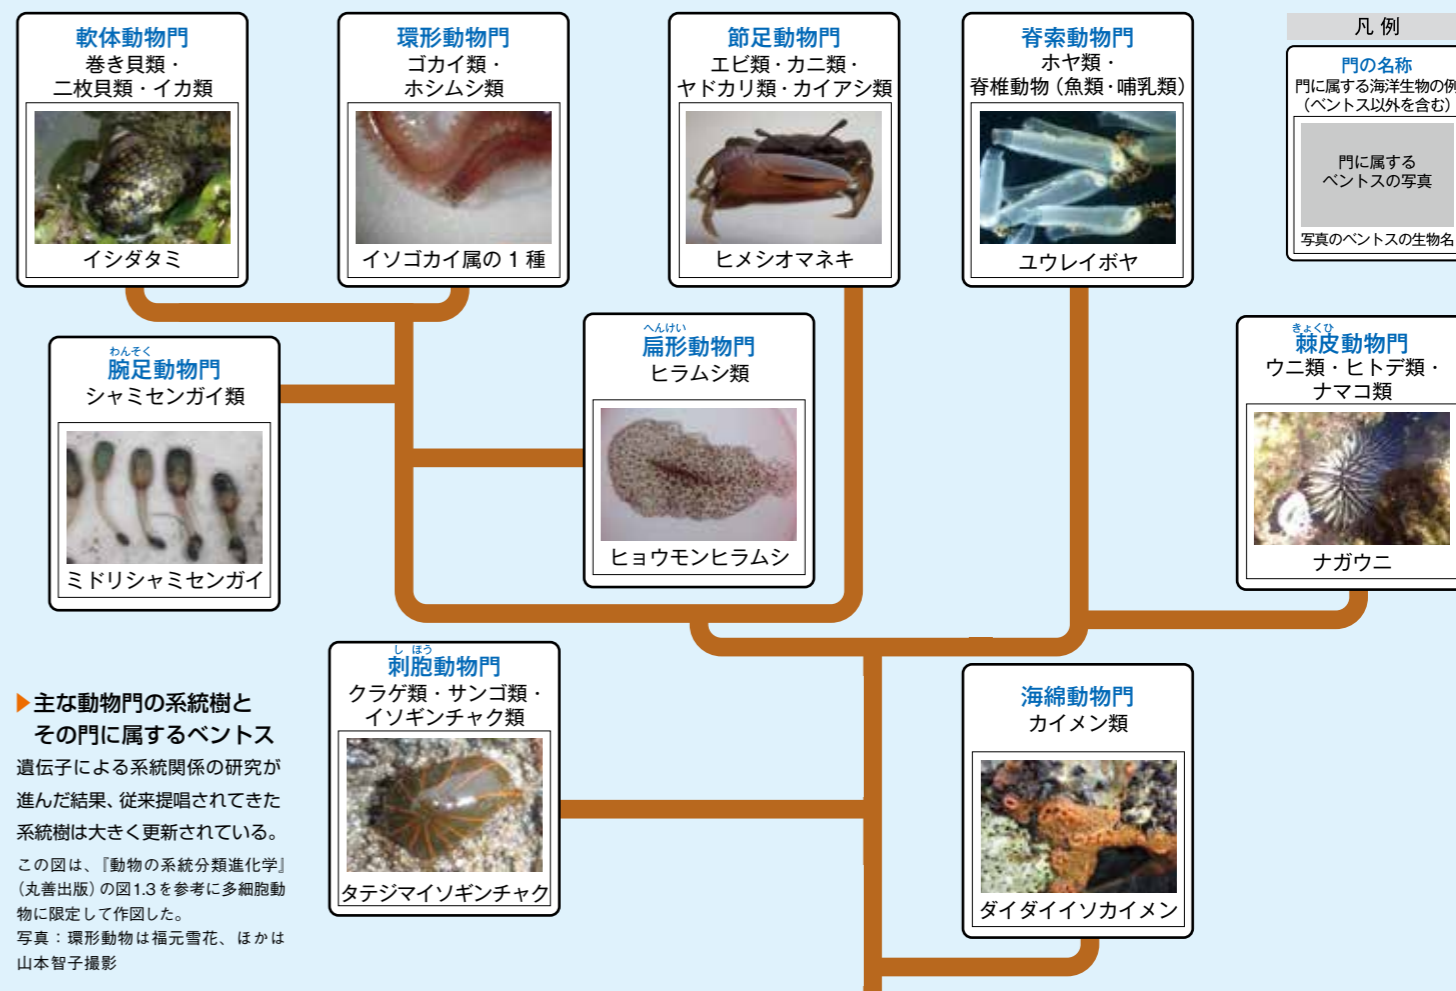 軟体動物門
巻き貝類・
二枚貝類・イカ類
イシダタミ
環形動物門
ゴカイ類・
ホシムシ類
イソゴカイ属の1種
節足動物門
エビ類・カニ類・
ヤドカリ類・カイアシ類
ヒメシオマネキ
脊索動物門
ホヤ類・
脊椎動物（魚類・哺乳類）
ユウレイボヤ
凡例
門の名称
門に属する海洋生物の例
（ベントス以外を含む）
門に属する
ベントスの写真
写真のベントスの生物名
わんそく
腕足動物門
シャミセンガイ類
ミドリシャミセンガイ
へんけい
扁形動物門
ヒラムシ類
ヒョウモンヒラムシ
きょくひ
棘皮動物門
ウニ類・ヒトデ類・
ナマコ類
ナガウニ
しほう
刺胞動物門
クラゲ類・サンゴ類・
イソギンチャク類
タテジマイソギンチャク
海綿動物門
カイメン類
ダイダイイソカイメン
▶主な動物門の系統樹と
その門に属するベントス
遺伝子による系統関係の研究が
進んだ結果、従来提唱されてきた
系統樹は大きく更新されている。
この図は、『動物の系統分類進化学』
（丸善出版）の図1.3を参考に多細胞動
物に限定して作図した。
写真：環形動物は福元雪花、ほかは
山本智子撮影